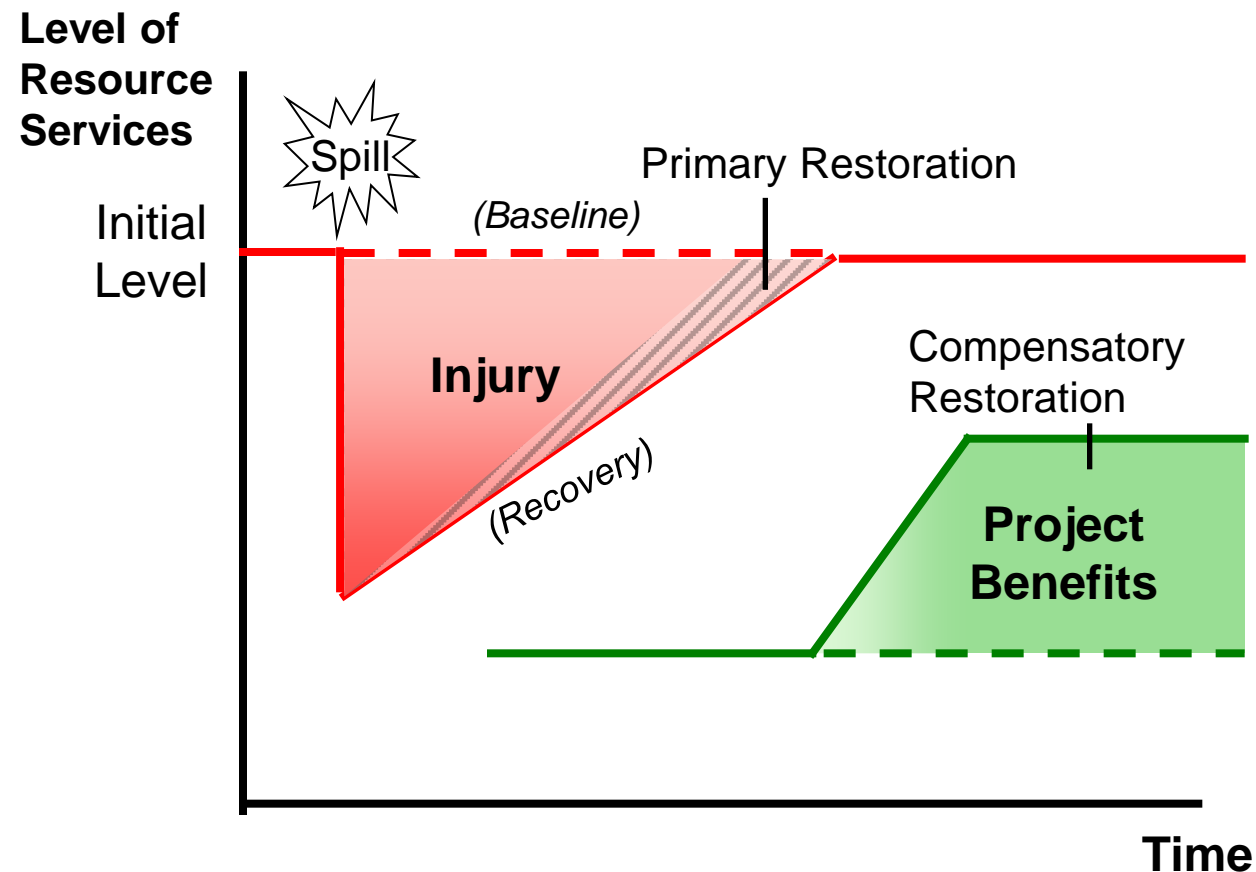 Level of
Resource
Services
Spill
Primary Restoration
(Baseline)
Initial
Level
Injury
(Recovery)
Compensatory
Restoration
Project
Benefits
Time